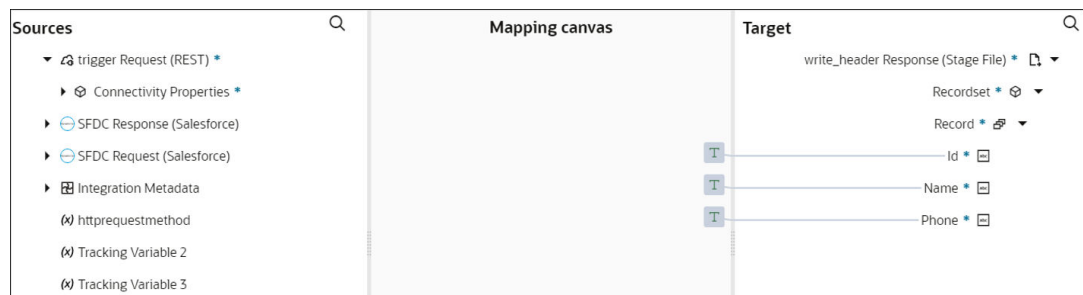 Sources
Mapping canvas
Target
trigger Request (REST) *
write_header Response (Stage File) *
Connectivity Properties *
Recordset *
SFDC Response (Salesforce)
Record *
SFDC Request (Salesforce)
T
Id *
Integration Metadata
T
Name *
(x) httprequestmethod
T
Phone *
(x) Tracking Variable 2
(x) Tracking Variable 3